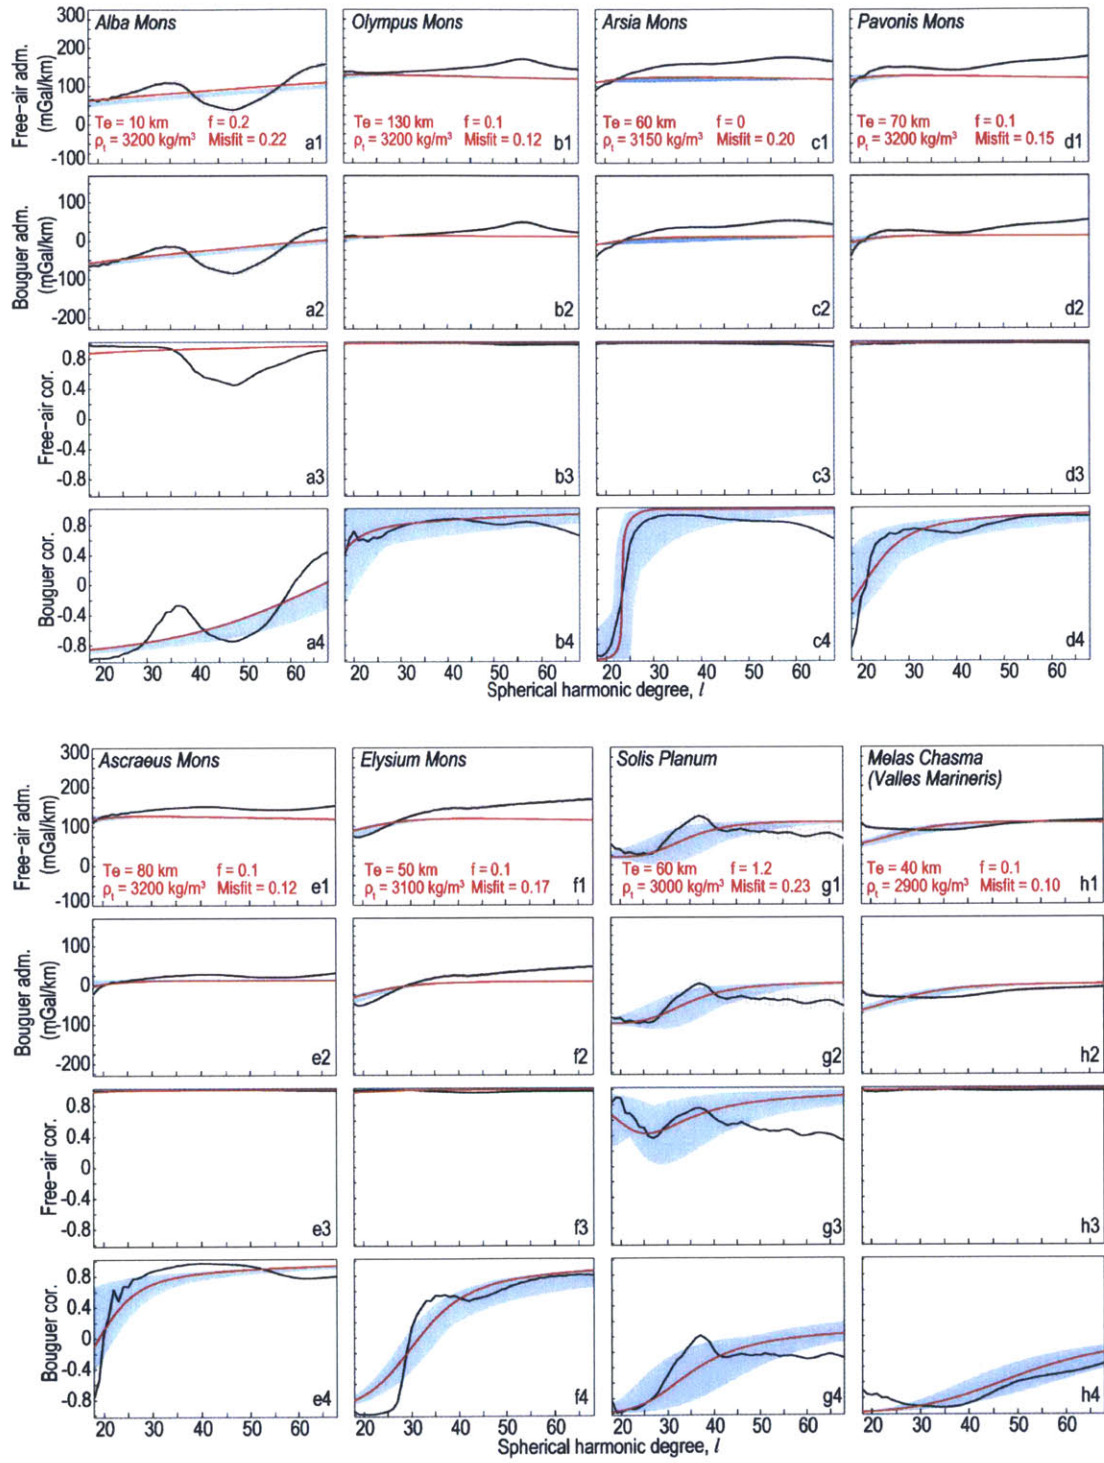 Alba Mons
Olympus Mons
Arsia Mons
Pavonis Mons
Free-air adm.
(mGal/km)
300
200
100
0
-100
Te = 10 km f = 0.2
ρt = 3200 kg/m³ Misfit = 0.22
a1
Te = 130 km f = 0.1
ρt = 3200 kg/m³ Misfit = 0.12
b1
Te = 60 km f = 0
ρt = 3150 kg/m³ Misfit = 0.20
c1
Te = 70 km f = 0.1
ρt = 3200 kg/m³ Misfit = 0.15
d1
Bouguer adm.
(mGal/km)
100
0
-100
-200
a2
b2
c2
d2
Free-air cor.
0.8
0.4
0
-0.4
-0.8
a3
b3
c3
d3
Bouguer cor.
0.8
0.4
0
-0.4
-0.8
a4
b4
c4
d4
20 30 40 50 60
20 30 40 50 60
20 30 40 50 60
20 30 40 50 60
Spherical harmonic degree, l
Ascraeus Mons
Elysium Mons
Solis Planum
Melas Chasma
(Valles Marineris)
Free-air adm.
(mGal/km)
300
200
100
0
-100
Te = 80 km f = 0.1
ρt = 3200 kg/m³ Misfit = 0.12
e1
Te = 50 km f = 0.1
ρt = 3100 kg/m³ Misfit = 0.17
f1
Te = 60 km f = 1.2
ρt = 3000 kg/m³ Misfit = 0.23
g1
Te = 40 km f = 0.1
ρt = 2900 kg/m³ Misfit = 0.10
h1
Bouguer adm.
(mGal/km)
100
0
-100
-200
e2
f2
g2
h2
Free-air cor.
0.8
0.4
0
-0.4
-0.8
e3
f3
g3
h3
Bouguer cor.
0.8
0.4
0
-0.4
-0.8
e4
f4
g4
h4
20 30 40 50 60
20 30 40 50 60
20 30 40 50 60
20 30 40 50 60
Spherical harmonic degree, l